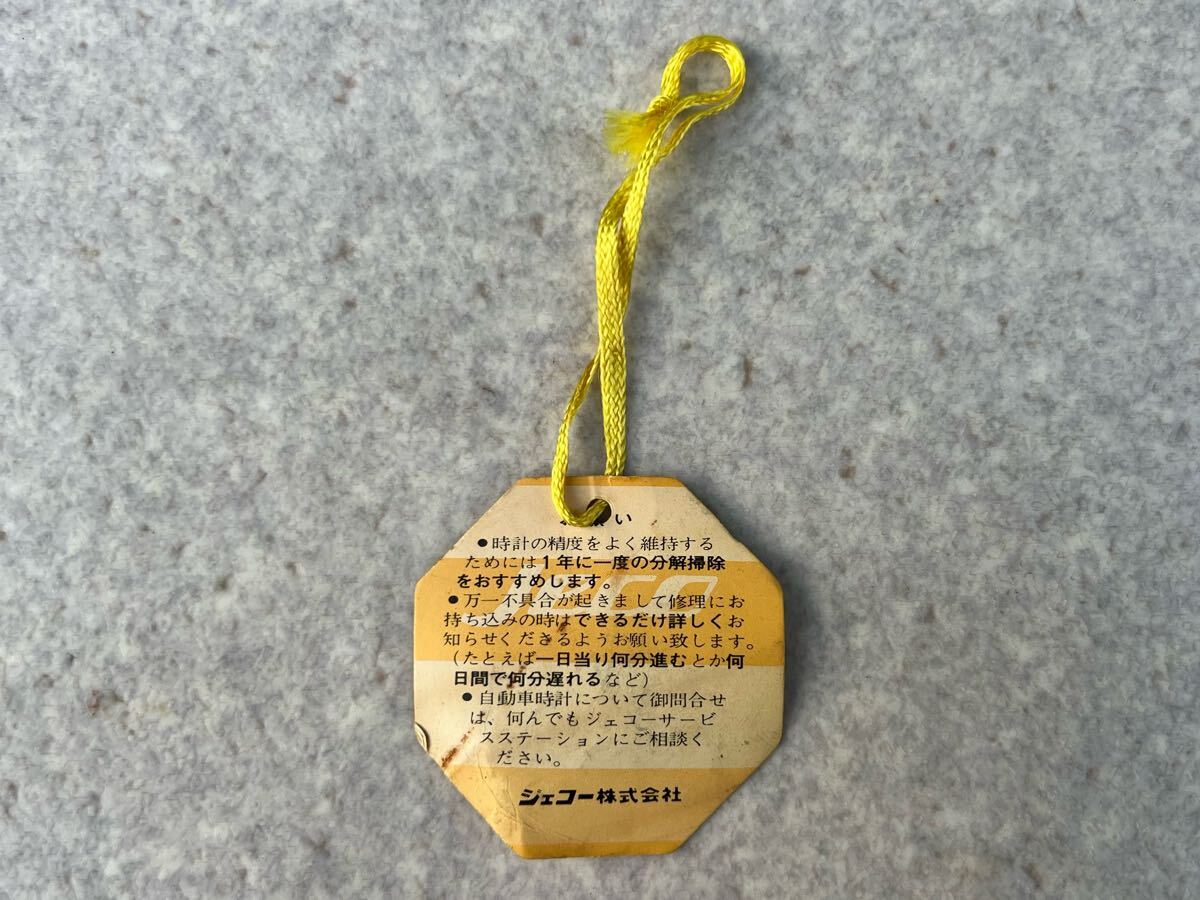 い
●時計の精度をよく維持する
ためには1年に一度の分解掃除
をおすすめします。
●万一不具合が起きまして修理にお
持ち込みの時はできるだけ詳しくお
知らせくださるようお願い致します。
(たとえば一日当り何分進むとか何
日間で何分遅れるなど)
●自動車時計について御問合せ
は、何んでもジェコーサービ
スステーションにご相談く
ださい。
ジェコー株式会社